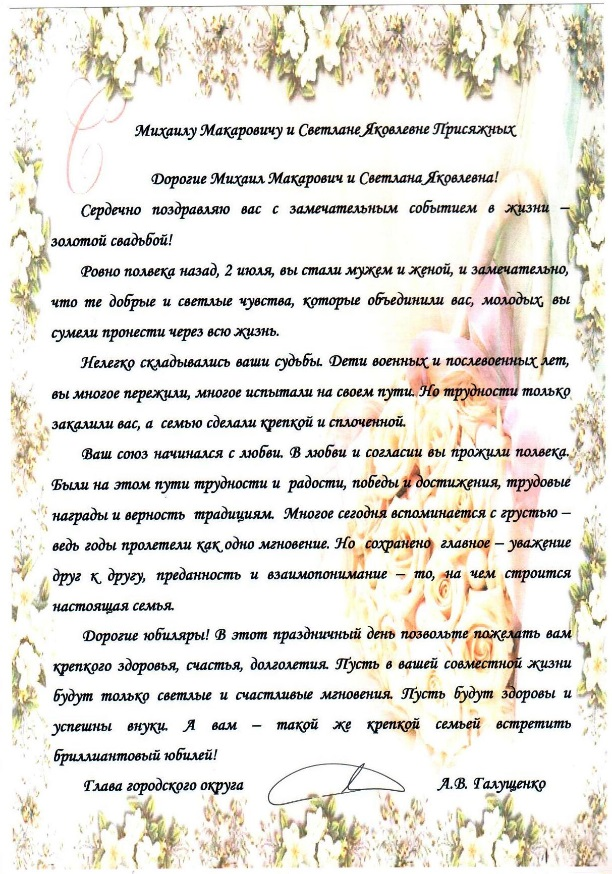 Михаилу Макаровичу и Светлане Яковлевне Присяжных
Дорогие Михаил Макарович и Светлана Яковлевна!
Сердечно поздравляю вас с замечательным событием в жизни –
золотой свадьбой!
Ровно полвека назад, 2 июля, вы стали мужем и женой, и замечательно,
что те добрые и светлые чувства, которые объединили вас, молодых, вы
сумели пронести через всю жизнь.
Нелегко складывались ваши судьбы. Дети военных и послевоенных лет,
вы многое пережили, многое испытали на своем пути. Но трудности только
закалили вас, а семью сделали крепкой и сплоченной.
Ваш союз начинался с любви. В любви и согласии вы прожили полвека.
Были на этом пути трудности и радости, победы и достижения, трудовые
награды и верность традициям. Многое сегодня вспоминается с грустью –
ведь годы пролетели как одно мгновение. Но сохранено главное – уважение
друг к другу, преданность и взаимопонимание – то, на чем строится
настоящая семья.
Дорогие юбиляры! В этот праздничный день позвольте пожелать вам
крепкого здоровья, счастья, долголетия. Пусть в вашей совместной жизни
будут только светлые и счастливые мгновения. Пусть будут здоровы и
успешны внуки. А вам – такой же крепкой семьей встретить
бриллиантовый юбилей!
Глава городского округа А.В. Галущенко